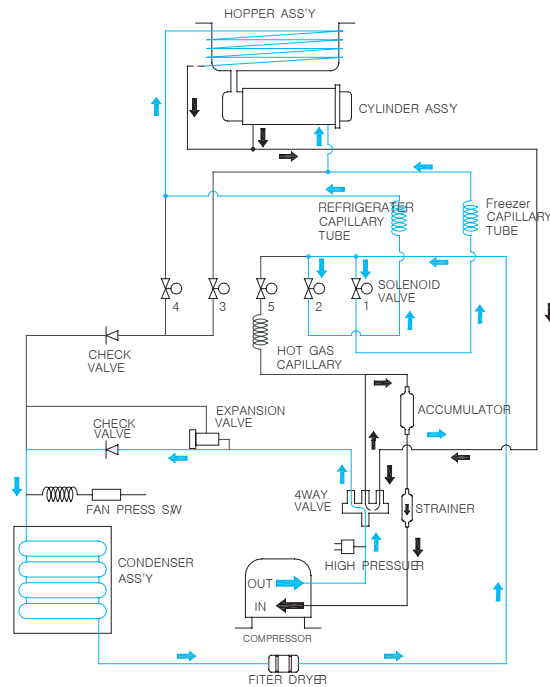 HOPPER ASS'Y
CYLINDER ASSY
REFRIGERATER
CAPILLARY
TUBE
Freezer
CAPILLARY
TUBE
SOLENOID
VALVE
4
3
5
2
1
CHECK
VALVE
HOT GAS
CAPILLARY
EXPANSION
VALVE
ACCUMULATOR
CHECK
VALVE
4WAY
VALVE
STRAINER
FAN PRESS S/W
HIGH PRESSUER
CONDENSER
ASS'Y
OUT
IN
COMPRESSOR
FITER DRYER